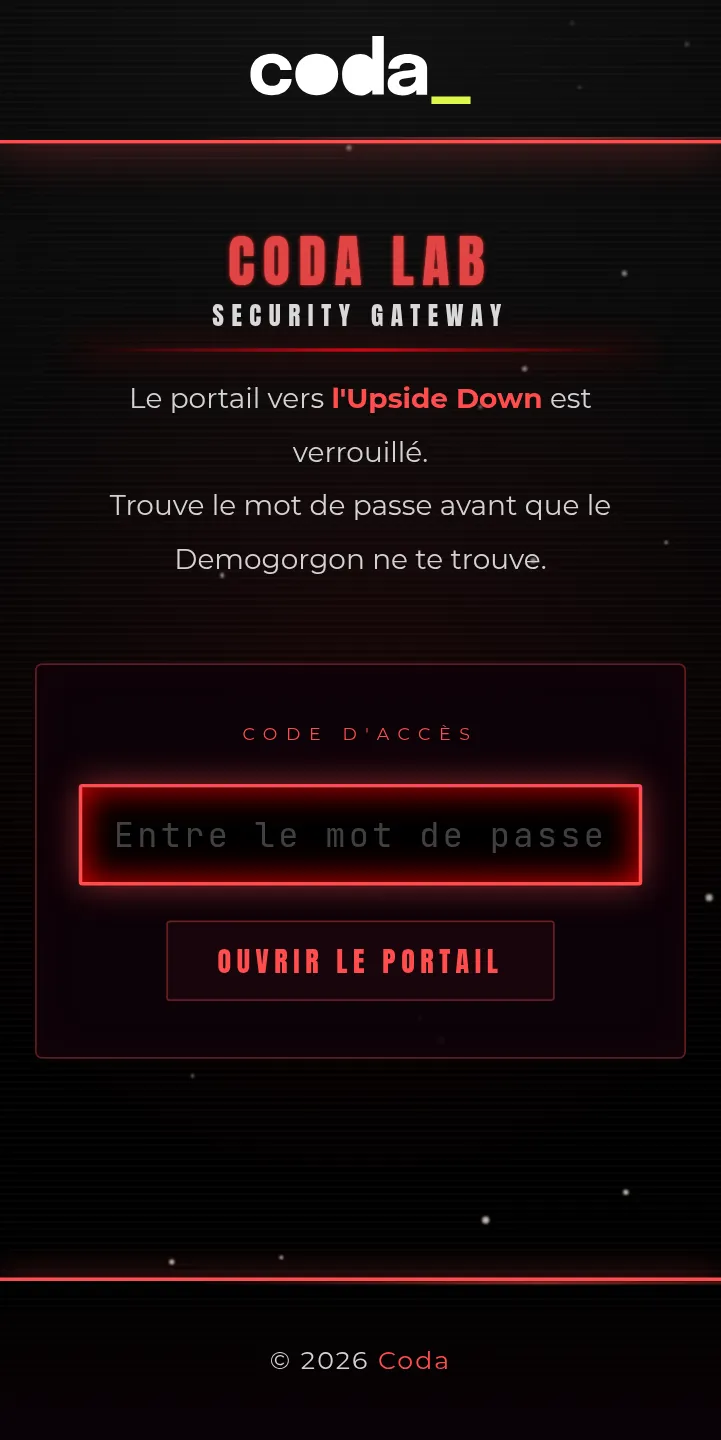 coda_
CODA LAB
SECURITY GATEWAY
Le portail vers l'Upside Down est
verrouillé.
Trouve le mot de passe avant que le
Demogorgon ne te trouve.
CODE D'ACCÈS
Entre le mot de passe
OUVRIR LE PORTAIL
© 2026 Coda